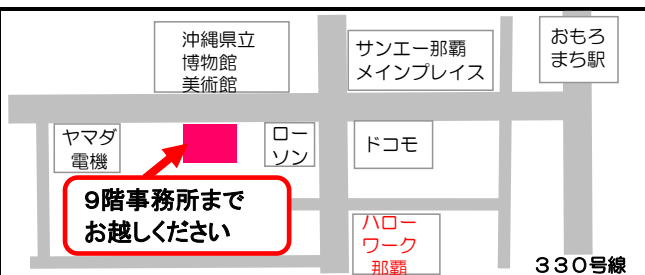 沖縄県立
博物館
美術館
サンエー那覇
メインプレイス
おもろ
まち駅
ヤマダ
電機
ロー
ソン
ドコモ
９階事務所まで
お越しください
ハロー
ワーク
那覇
３３０号線